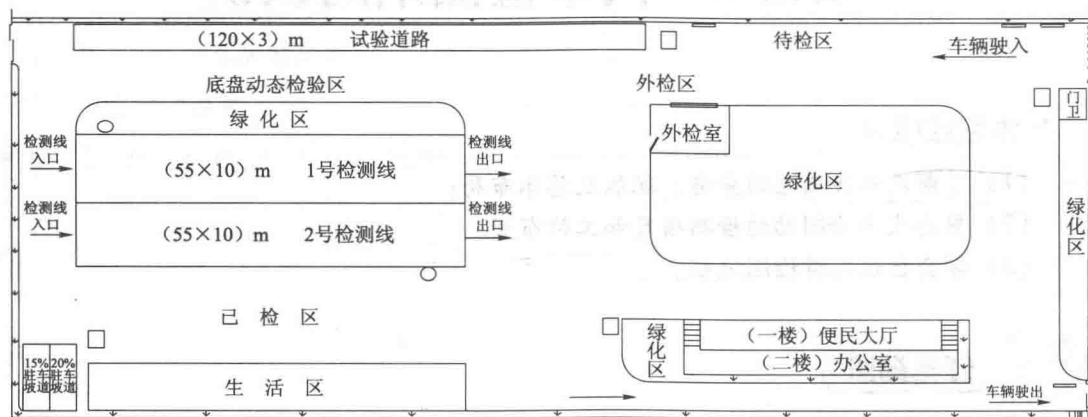 (120×3) m 试验道路
待检区
车辆驶入
底盘动态检验区
外检区
门卫
绿化区
外检室
检测线
入口
检测线
出口
(55×10) m 1号检测线
绿化区
绿化区
检测线
入口
检测线
出口
(55×10) m 2号检测线
已检区
绿化区
(一楼) 便民大厅
(二楼) 办公室
15%驻车坡道
20%驻车坡道
生活区
车辆驶出